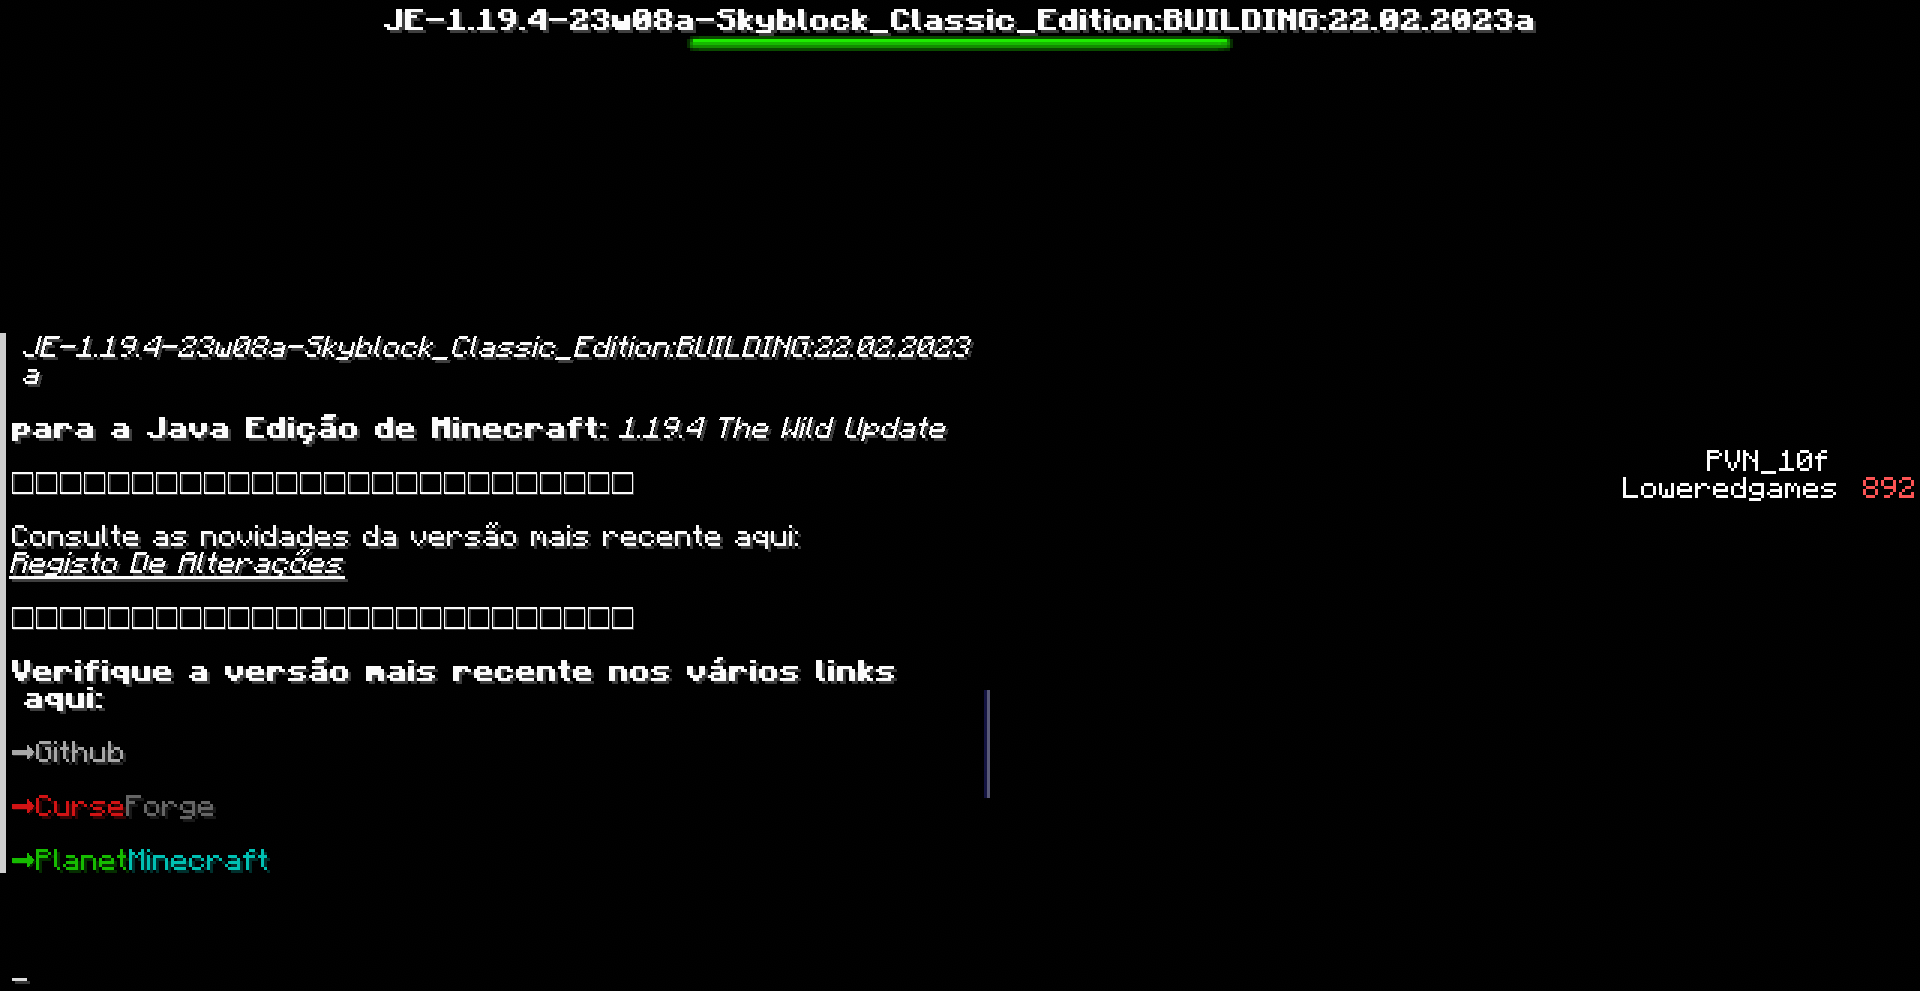 JE-1.19.4-23w08a-Skyblock_Classic_Edition:BUILDING:22.02.2023a
JE-1.19.4-23w08a-Skyblock_Classic_Edition:BUILDING:22.02.2023
a
para a Java Edição de Minecraft: 1.19.4 The Wild Update
PVN_10f
Loweredgames 892
□□□□□□□□□□□□□□□□□□□□□□□□□□
Consulte as novidades da versão mais recente aqui:
Registo De Alterações
□□□□□□□□□□□□□□□□□□□□□□□□□□
Verifique a versão mais recente nos vários links
aqui:
→Github
→CurseForge
→PlanetMinecraft
_